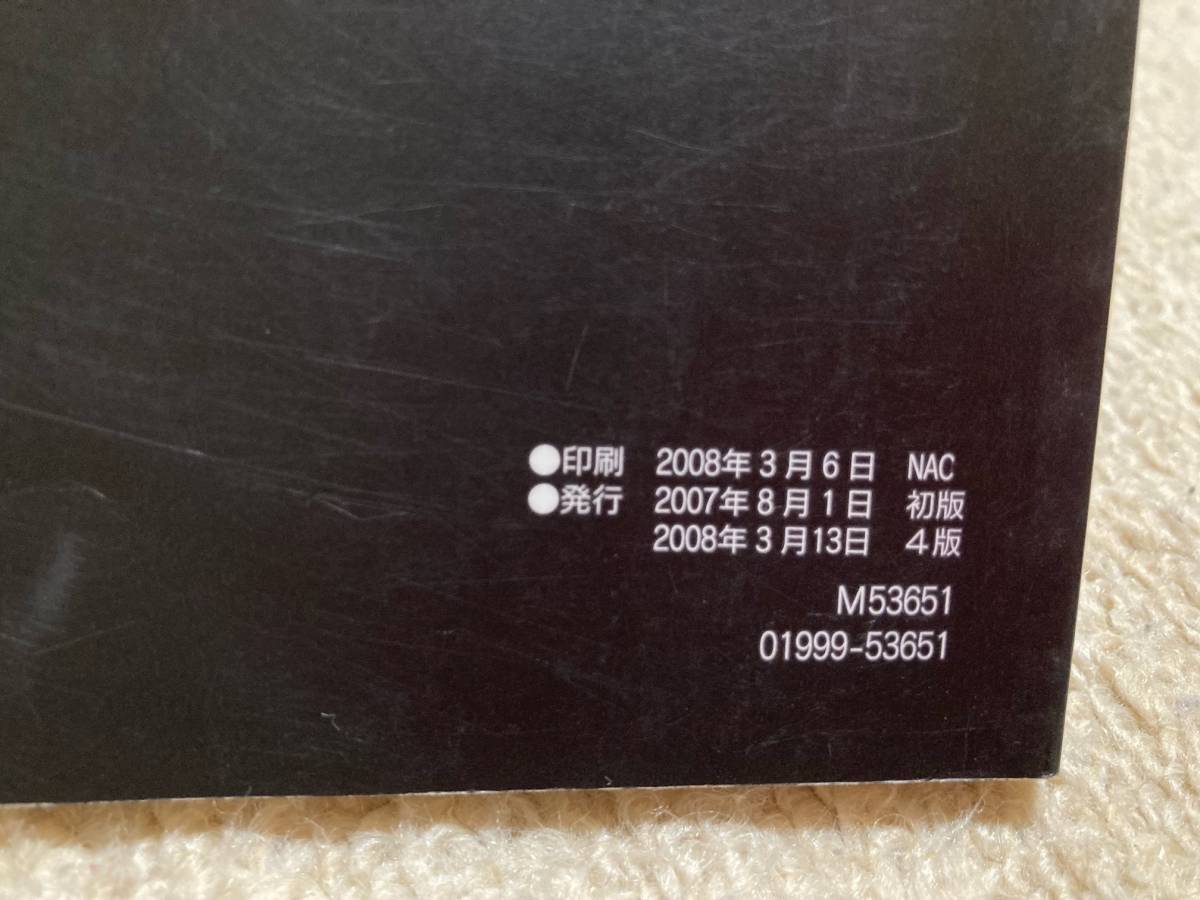 ●印刷 2008年3月6日 NAC
●発行 2007年8月1日 初版
2008年3月13日 4版
M53651
01999-53651